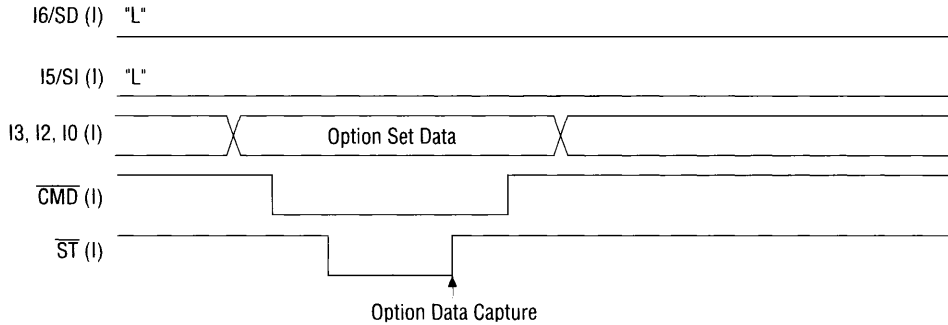 I6/SD (I) "L"
I5/SI (I) "L"
I3, I2, I0 (I) Option Set Data
CMD (I)
ST (I)
Option Data Capture